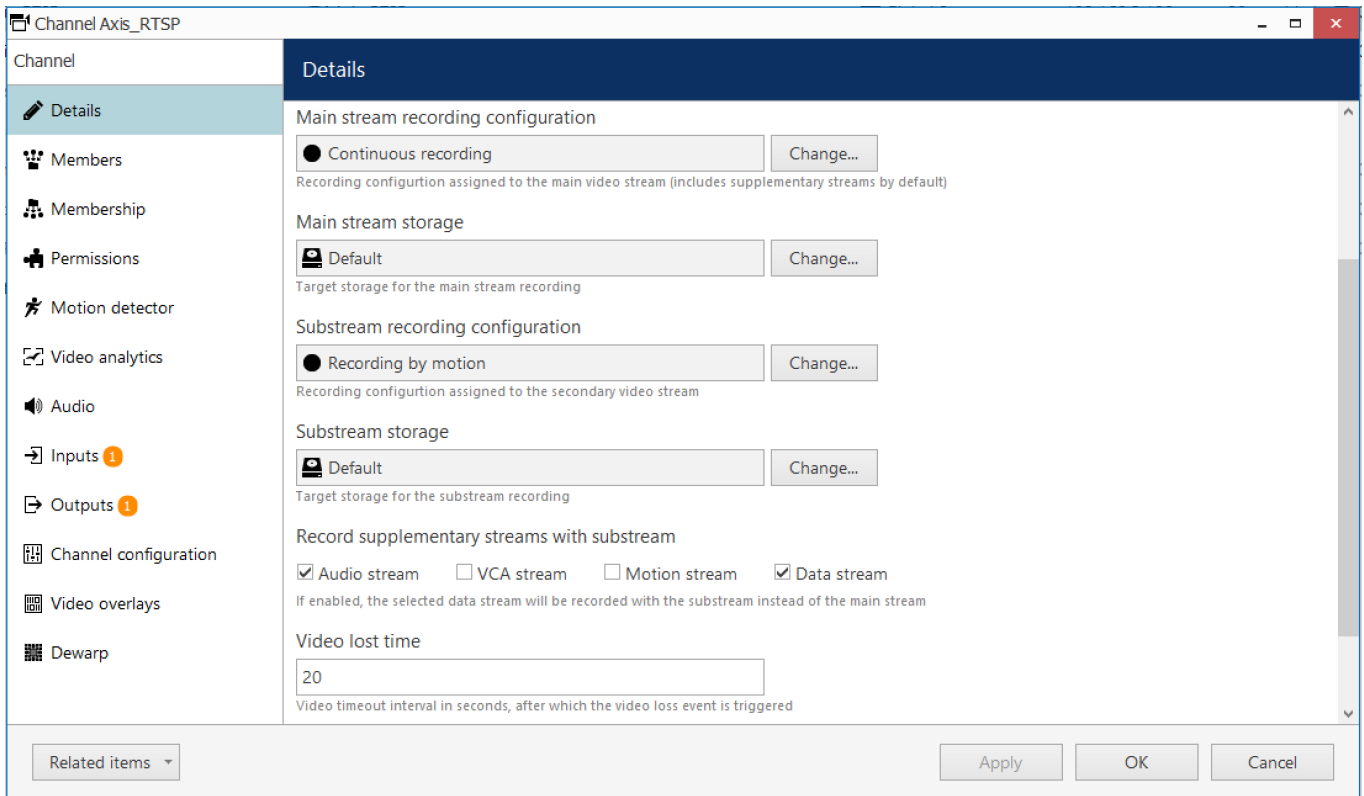 Channel Axis_RTSP
Channel
Details
Details
Members
Membership
Permissions
Motion detector
Video analytics
Audio
Inputs 1
Outputs 1
Channel configuration
Video overlays
Dewarp
Main stream recording configuration
Continuous recording
Change...
Recording configurtion assigned to the main video stream (includes supplementary streams by default)
Main stream storage
Default
Change...
Target storage for the main stream recording
Substream recording configuration
Recording by motion
Change...
Recording configurtion assigned to the secondary video stream
Substream storage
Default
Change...
Target storage for the substream recording
Record supplementary streams with substream
Audio stream VCA stream Motion stream Data stream
If enabled, the selected data stream will be recorded with the substream instead of the main stream
Video lost time
20
Video timeout interval in seconds, after which the video loss event is triggered
Related items
Apply OK Cancel